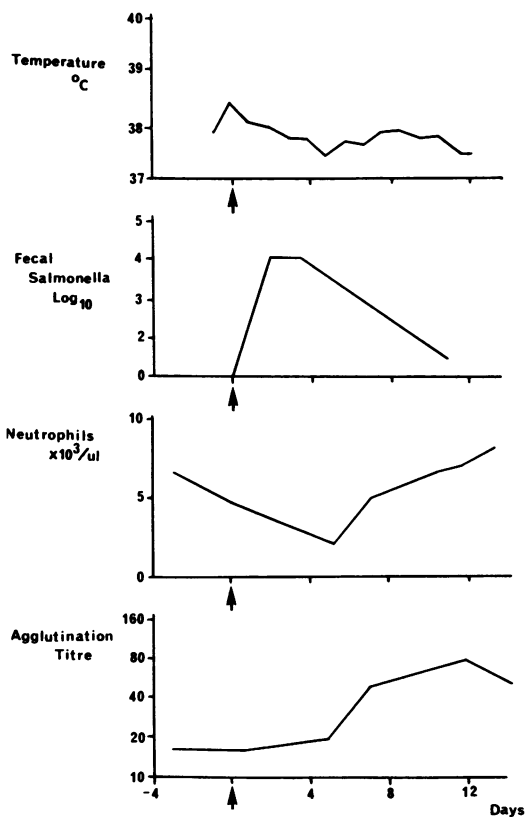 40
39
38
37
Temperature
°C
5
4
3
2
0
Fecal
Salmonella
Log10
10
5
0
Neutrophils
x10³/ul
160
80
40
20
10
Agglutination
Titre
-4 0 4 8 12
Days